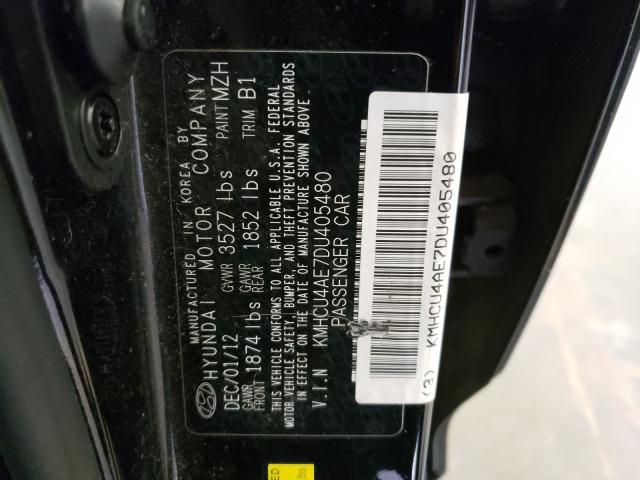 MANUFACTURED IN KOREA BY
HYUNDAI MOTOR COMPANY
DEC/01/12 GVWR 3527 lbs PAINT MZH
GAWR FRONT 1874 lbs GAWR REAR 1852 lbs TRIM B1
THIS VEHICLE CONFORMS TO ALL APPLICABLE U.S.A. FEDERAL
MOTOR VEHICLE SAFETY, BUMPER, AND THEFT PREVENTION STANDARDS
IN EFFECT ON THE DATE OF MANUFACTURE SHOWN ABOVE.
V.I.N KMHCU4AE7DU405480
PASSENGER CAR
(3) KMHCU4AE7DU405480
lbs